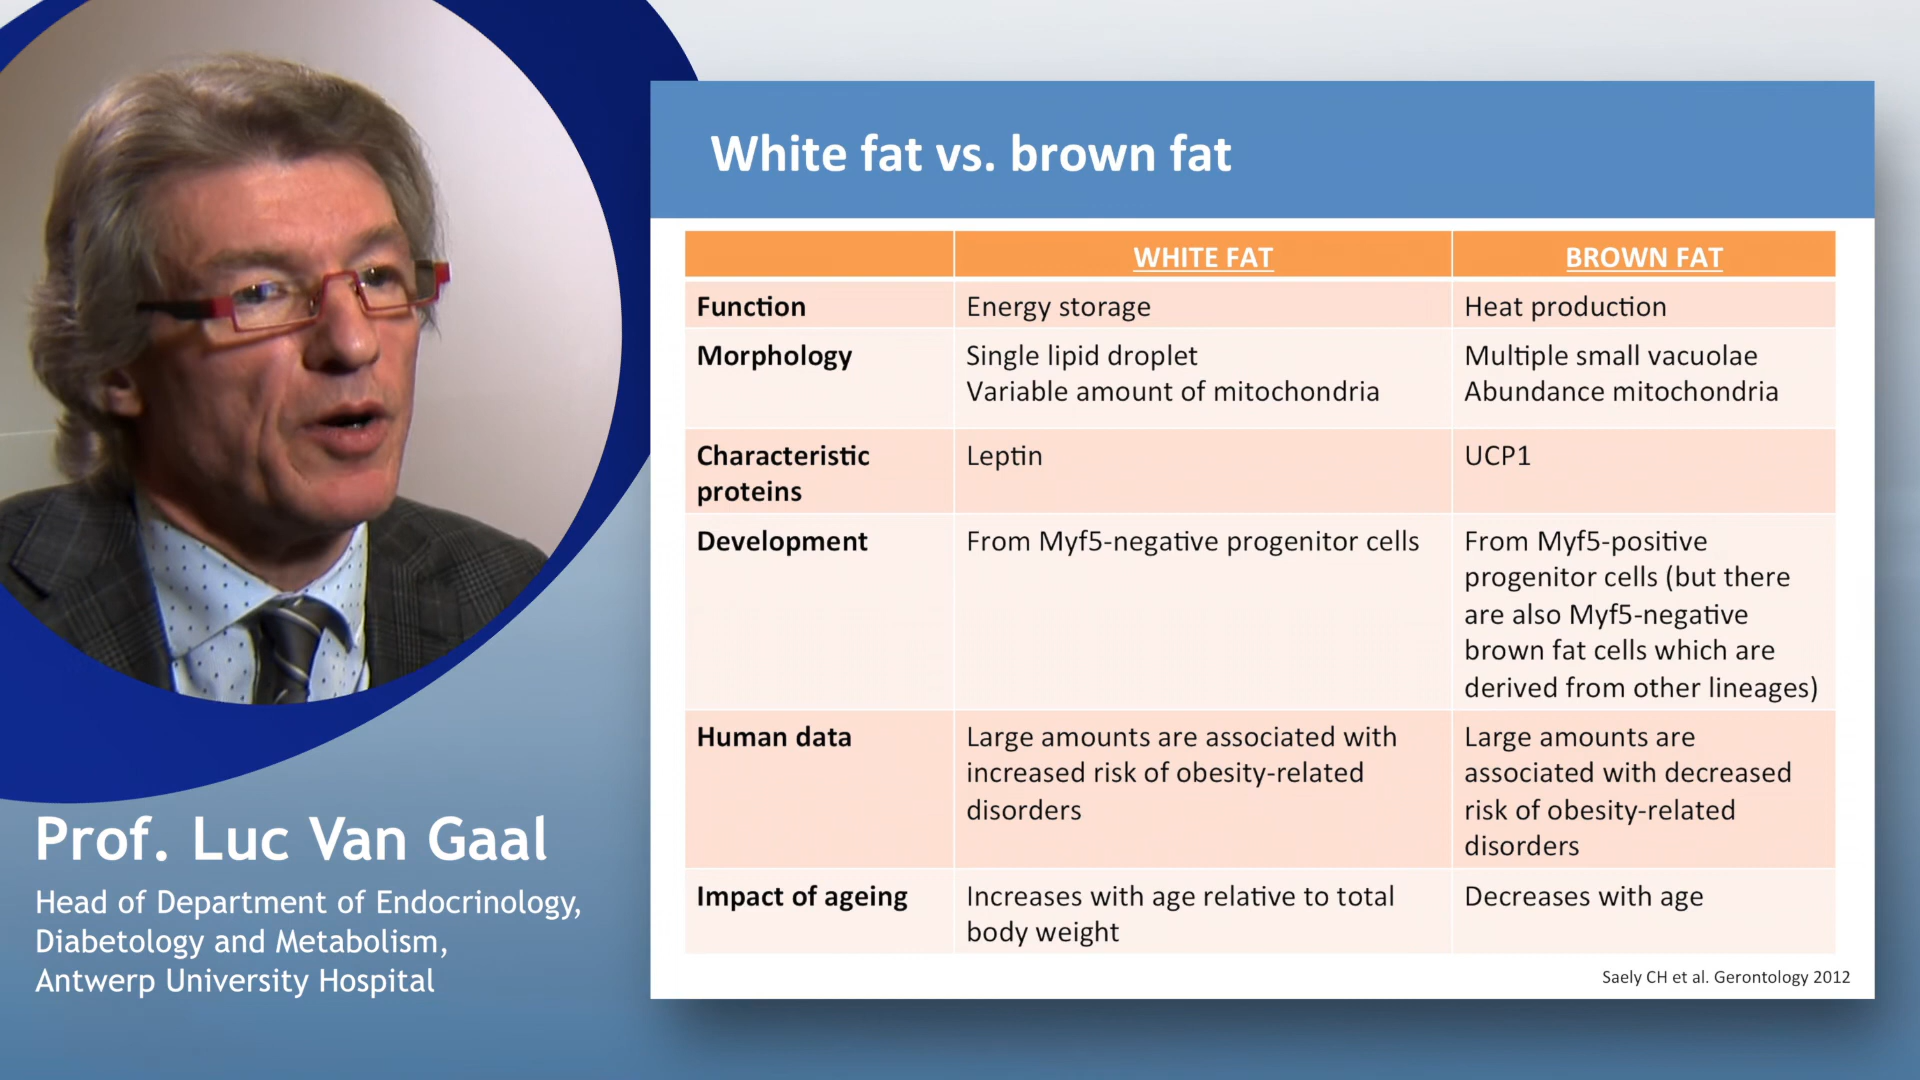 White fat vs. brown fat
WHITE FAT
BROWN FAT
Function
Energy storage
Heat production
Morphology
Single lipid droplet
Variable amount of mitochondria
Multiple small vacuolae
Abundance mitochondria
Characteristic
proteins
Leptin
UCP1
Development
From Myf5-negative progenitor cells
From Myf5-positive
progenitor cells (but there
are also Myf5-negative
brown fat cells which are
derived from other lineages)
Human data
Large amounts are associated with
increased risk of obesity-related
disorders
Large amounts are
associated with decreased
risk of obesity-related
disorders
Impact of ageing
Increases with age relative to total
body weight
Decreases with age
Saely CH et al. Gerontology 2012
Prof. Luc Van Gaal
Head of Department of Endocrinology,
Diabetology and Metabolism,
Antwerp University Hospital